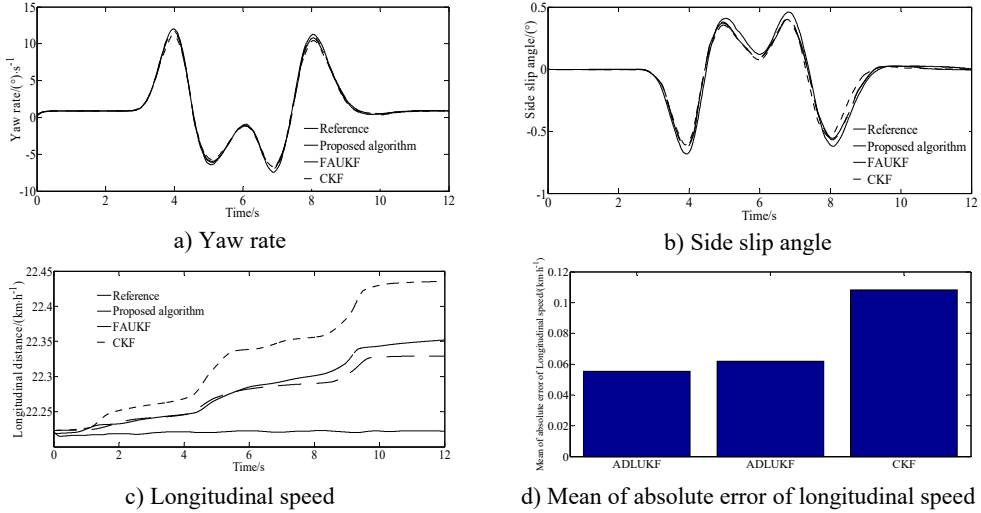 15
10
5
0
-5
-10
Yaw rate/(°)·s⁻¹
Reference
Proposed algorithm
FAUKF
CKF
0 2 4 6 8 10 12
Time/s
a) Yaw rate
0.5
0
-0.5
-1
Side slip angle/(°)
Reference
Proposed algorithm
FAUKF
CKF
0 2 4 6 8 10 12
Time/s
b) Side slip angle
22.45
22.4
22.35
22.3
22.25
Longitudinal distance/(km·h⁻¹)
Reference
Proposed algorithm
FAUKF
CKF
0 2 4 6 8 10 12
Time/s
c) Longitudinal speed
0.12
0.1
0.08
0.06
0.04
0.02
0
Mean of absolute error of Longitudinal speed/(km·h⁻¹)
ADLUKF ADLUKF CKF
d) Mean of absolute error of longitudinal speed